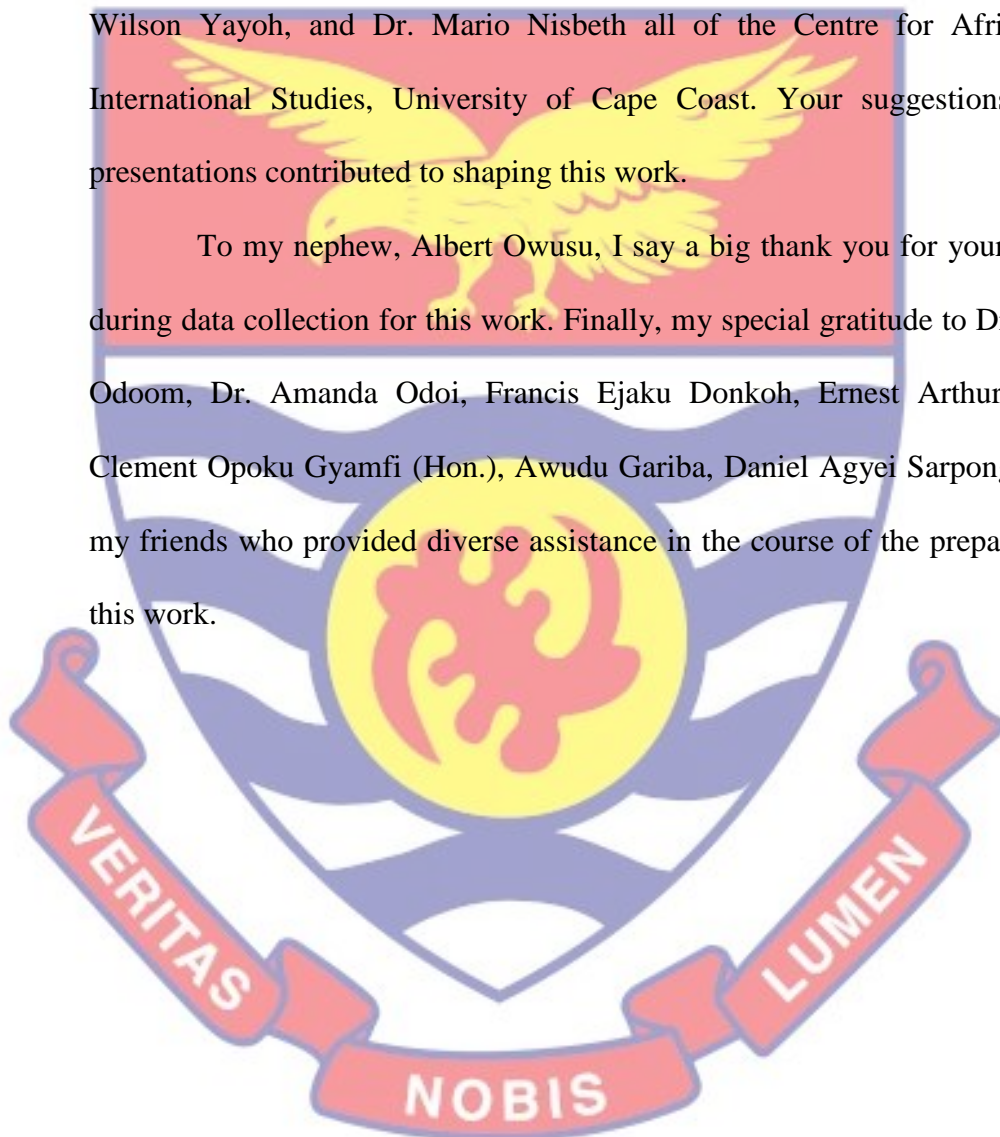 Wilson Yayoh, and Dr. Mario Nisbeth all of the Centre for Afri
International Studies, University of Cape Coast. Your suggestions
presentations contributed to shaping this work.
To my nephew, Albert Owusu, I say a big thank you for your
during data collection for this work. Finally, my special gratitude to D
Odoom, Dr. Amanda Odoi, Francis Ejaku Donkoh, Ernest Arthur
Clement Opoku Gyamfi (Hon.), Awudu Gariba, Daniel Agyei Sarpong
my friends who provided diverse assistance in the course of the prepa
this work.
VERITAS
NOBIS
LUMEN